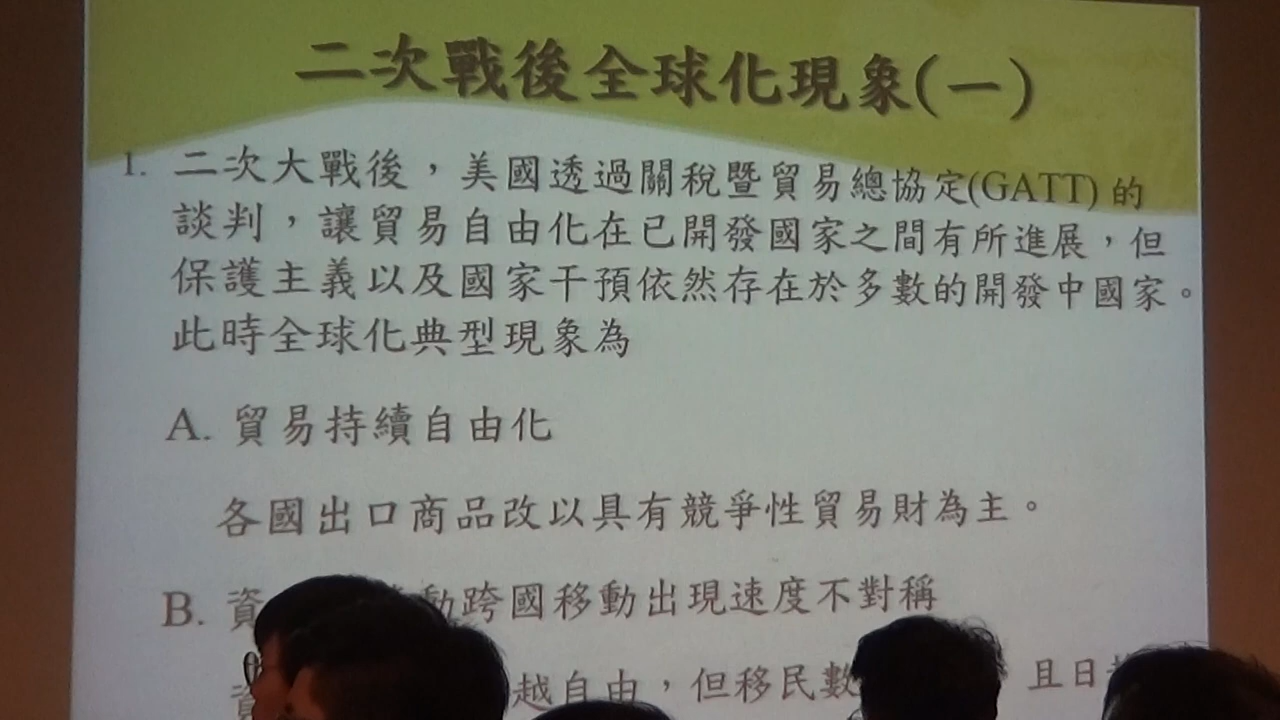 二次戰後全球化現象(一)
1. 二次大戰後，美國透過關稅暨貿易總協定(GATT) 的
談判，讓貿易自由化在已開發國家之間有所進展，但
保護主義以及國家干預依然存在於多數的開發中國家。
此時全球化典型現象為
A. 貿易持續自由化
各國出口商品改以具有競爭性貿易財為主。
B. 資 動跨國移動出現速度不對稱
資 越自由，但移民數 且日